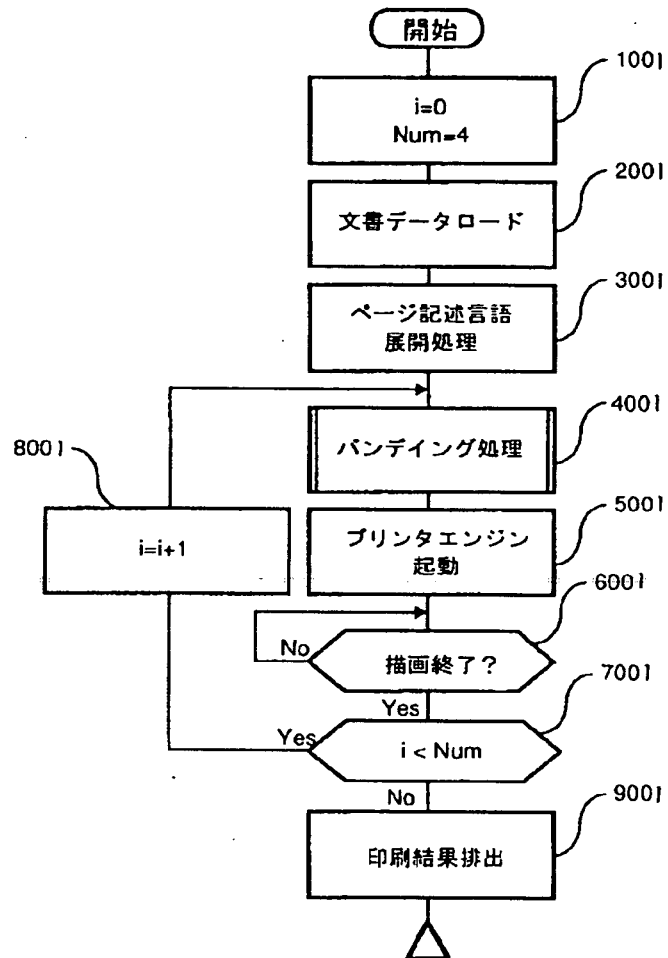 開始
i=0
Num=4
1001
文書データロード
2001
ページ記述言語
展開処理
3001
バンデイング処理
4001
8001
i=i+1
プリンタエンジン
起動
5001
6001
No
描画終了?
Yes
7001
Yes
i < Num
No
9001
印刷結果排出